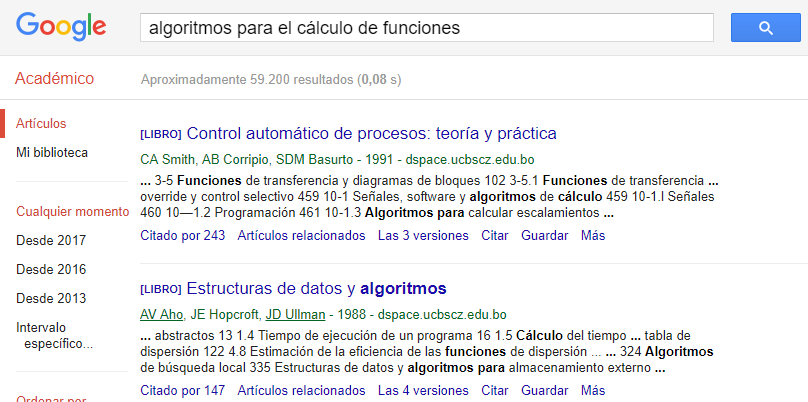 Google
algoritmos para el cálculo de funciones
Académico
Aproximadamente 59.200 resultados (0,08 s)
Artículos
Mi biblioteca
Cualquier momento
Desde 2017
Desde 2016
Desde 2013
Intervalo
específico...
Ordenar por
[LIBRO] Control automático de procesos: teoría y práctica
CA Smith, AB Corripio, SDM Basurto - 1991 - dspace.ucbscz.edu.bo
... 3-5 Funciones de transferencia y diagramas de bloques 102 3-5.1 Funciones de transferencia ...
override y control selectivo 459 10-1 Señales, software y algoritmos de cálculo 459 10-1.l Señales
460 10—1.2 Programación 461 10-1.3 Algoritmos para calcular escalamientos ...
Citado por 243 Artículos relacionados Las 3 versiones Citar Guardar Más
[LIBRO] Estructuras de datos y algoritmos
AV Aho, JE Hopcroft, JD Ullman - 1988 - dspace.ucbscz.edu.bo
... abstractos 13 1.4 Tiempo de ejecución de un programa 16 1.5 Cálculo del tiempo ... tabla de
dispersión 122 4.8 Estimación de la eficiencia de las funciones de dispersión ... ... 324 Algoritmos
de búsqueda local 335 Estructuras de datos y algoritmos para almacenamiento externo ...
Citado por 147 Artículos relacionados Las 4 versiones Citar Guardar Más